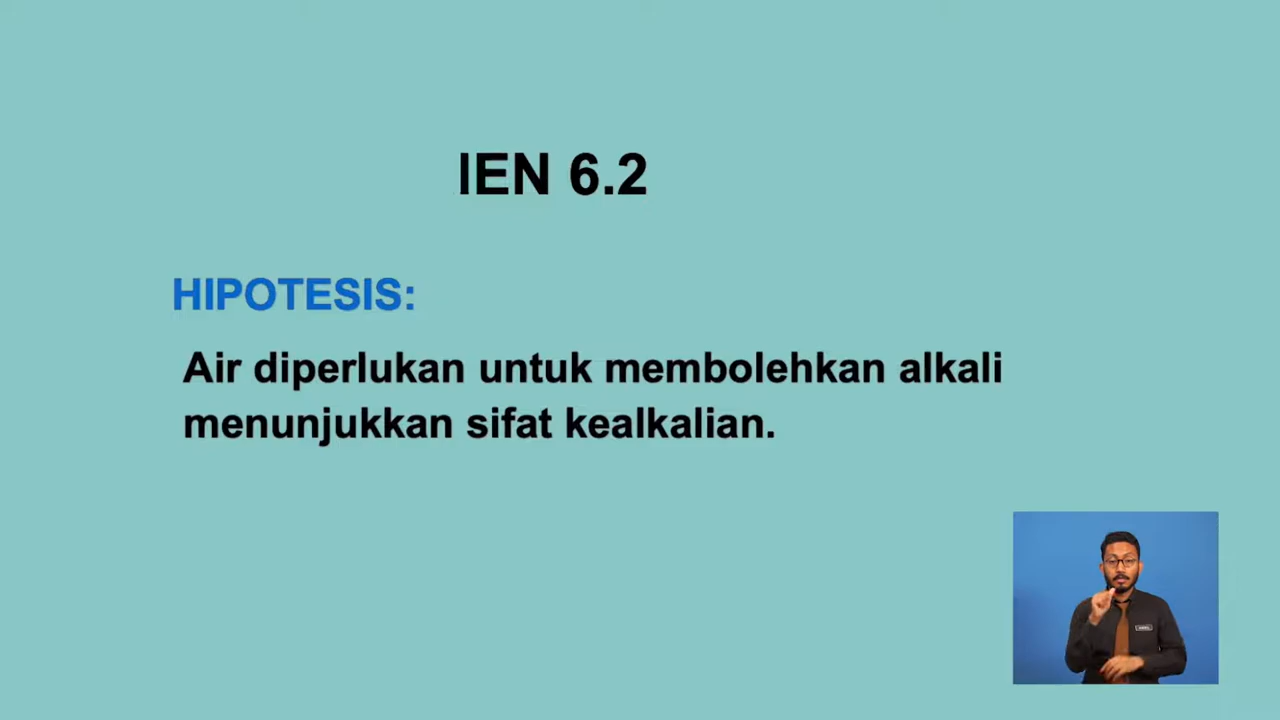 IEN 6.2
HIPOTESIS:
Air diperlukan untuk membolehkan alkali
menunjukkan sifat kealkalian.